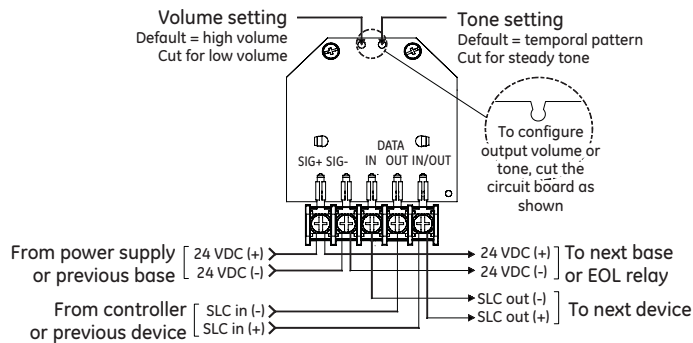 Volume setting
Default = high volume
Cut for low volume
Tone setting
Default = temporal pattern
Cut for steady tone
To configure
output volume or
tone, cut the
circuit board as
shown
DATA
SIG+ SIG- IN OUT IN/OUT
From power supply
or previous base
24 VDC (+)
24 VDC (-)
24 VDC (+)
24 VDC (-)
To next base
or EOL relay
From controller
or previous device
SLC in (-)
SLC in (+)
SLC out (-)
SLC out (+)
To next device